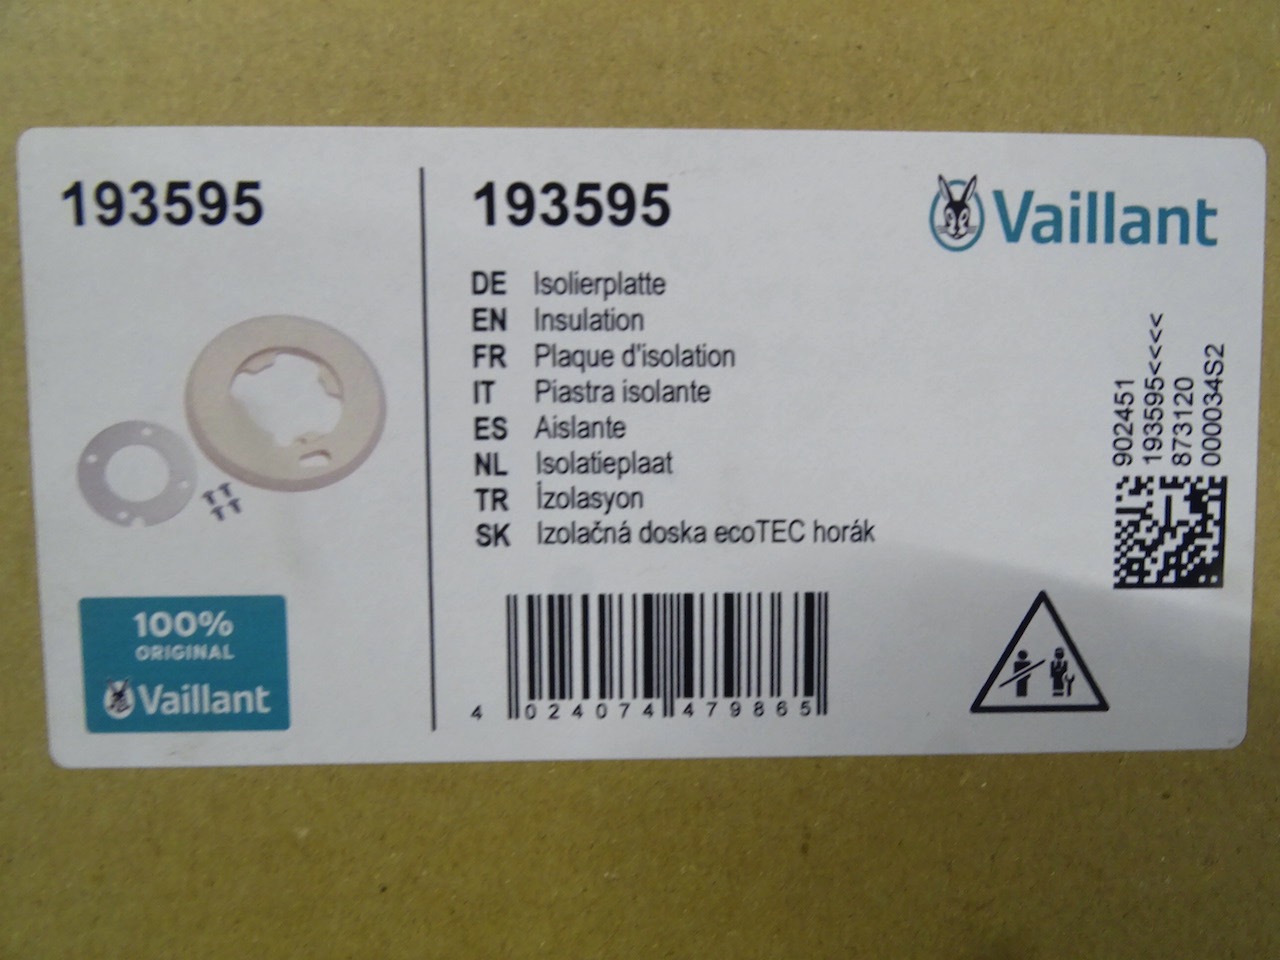 193595
100%
ORIGINAL
Vaillant
193595
Vaillant
DE Isolierplatte
EN Insulation
FR Plaque d'isolation
IT Piastra isolante
ES Aislante
NL Isolatieplaat
TR İzolasyon
SK Izolačná doska ecoTEC horák
4 024074 479865
902451
193595<<<<
873120
000034S2